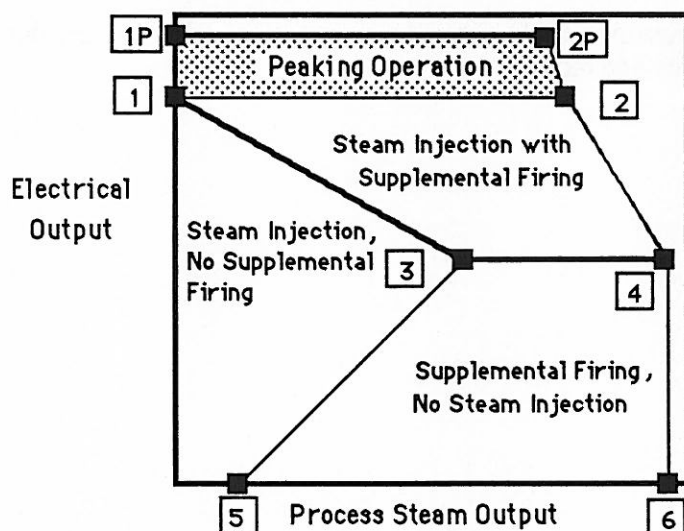 1P
2P
Peaking Operation
1
2
Steam Injection with
Supplemental Firing
Electrical
Output
Steam Injection,
No Supplemental
Firing
3
4
Supplemental Firing,
No Steam Injection
5
Process Steam Output
6